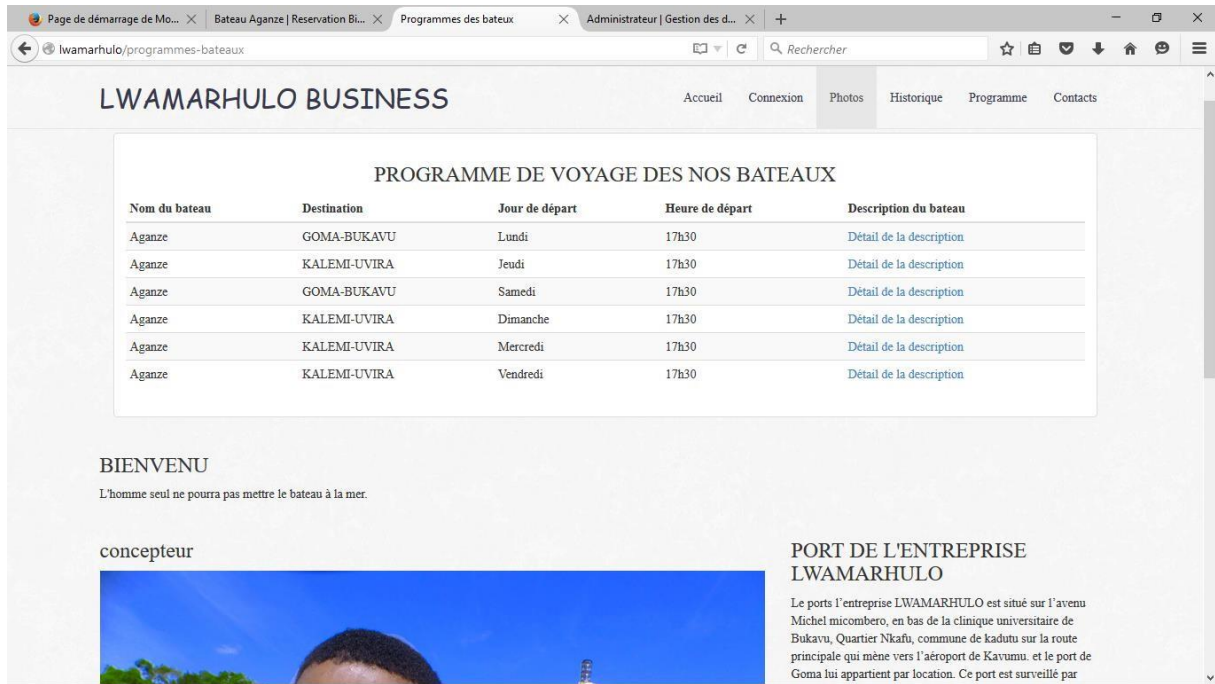 Page de démarrage de Mo... Bateau Aganze | Reservation Bi... Programmes des bateux Administrateur | Gestion des d...
lwamarhulo/programmes-bateaux Rechercher
LWAMARHULO BUSINESS Accueil Connexion Photos Historique Programme Contacts
PROGRAMME DE VOYAGE DES NOS BATEAUX
Nom du bateau Destination Jour de départ Heure de départ Description du bateau
Aganze GOMA-BUKAVU Lundi 17h30 Détail de la description
Aganze KALEMI-UVIRA Jeudi 17h30 Détail de la description
Aganze GOMA-BUKAVU Samedi 17h30 Détail de la description
Aganze KALEMI-UVIRA Dimanche 17h30 Détail de la description
Aganze KALEMI-UVIRA Mercredi 17h30 Détail de la description
Aganze KALEMI-UVIRA Vendredi 17h30 Détail de la description
BIENVENU
L'homme seul ne pourra pas mettre le bateau à la mer.
concepteur
PORT DE L'ENTREPRISE
LWAMARHULO
Le ports l’entreprise LWAMARHULO est situé sur l’avenu
Michel micombero, en bas de la clinique universitaire de
Bukavu, Quartier Nkafu, commune de kadutu sur la route
principale qui mène vers l’aéroport de Kavumu. et le port de
Goma lui appartient par location. Ce port est surveillé par